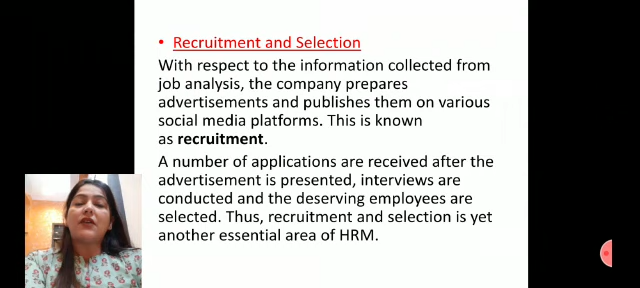 • Recruitment and Selection
With respect to the information collected from
job analysis, the company prepares
advertisements and publishes them on various
social media platforms. This is known
as recruitment.
A number of applications are received after the
advertisement is presented, interviews are
conducted and the deserving employees are
selected. Thus, recruitment and selection is yet
another essential area of HRM.